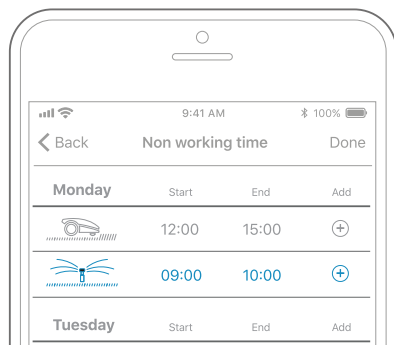 9:41 AM 100%
Back Non working time Done
Monday Start End Add
12:00 15:00
09:00 10:00
Tuesday Start End Add